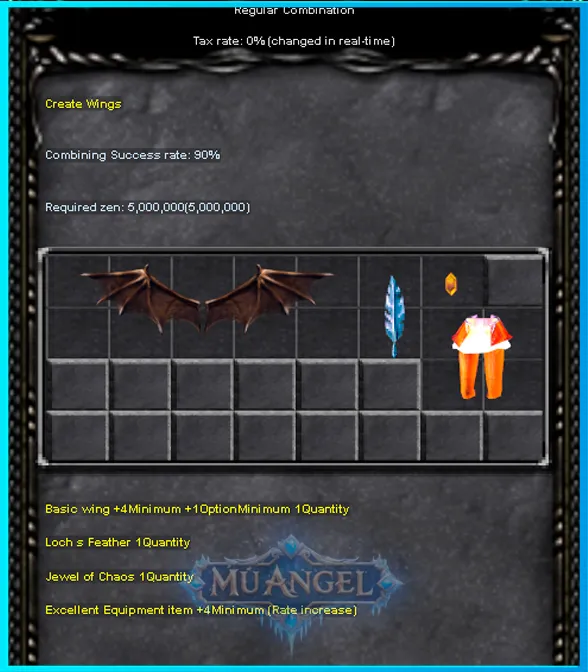 Regular Combination
Tax rate: 0%(changed in real-time)
Create Wings
Combining Success rate: 90%
Required zen: 5,000,000(5,000,000)
Basic wing +4Minimum +1OptionMinimum 1Quantity
Loch s Feather 1Quantity
Jewel of Chaos 1Quantity
MUANGEL
Excellent Equipment item +4Minimum (Rate increase)